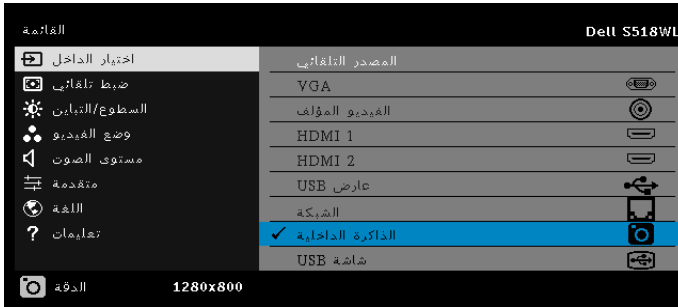 القائمة
Dell S518WL
اختيار الداخل
ضبط تلقائي
السطوع/التباين
وضع الفيديو
مستوى الصوت
متقدمة
اللغة
تعليمات
المصدر التلقائي
VGA
الفيديو المؤلف
HDMI 1
HDMI 2
عارض USB
الشبكة
الذاكرة الداخلية
شاشة USB
الدقة 1280x800